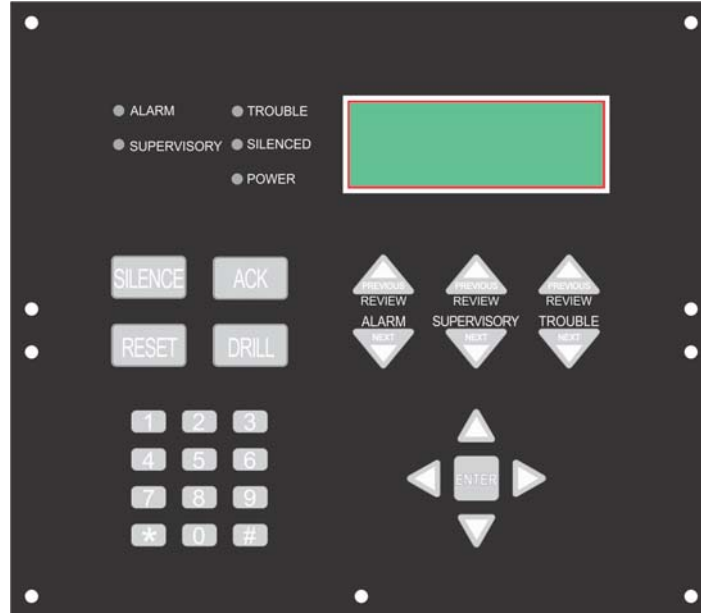 ALARM TROUBLE
SUPERVISORY SILENCED
POWER
SILENCE ACK
PREVIOUS PREVIOUS PREVIOUS
REVIEW REVIEW REVIEW
ALARM SUPERVISORY TROUBLE
NEXT NEXT NEXT
RESET DRILL
1 2 3
4 5 6
7 8 9
* 0 #
ENTER